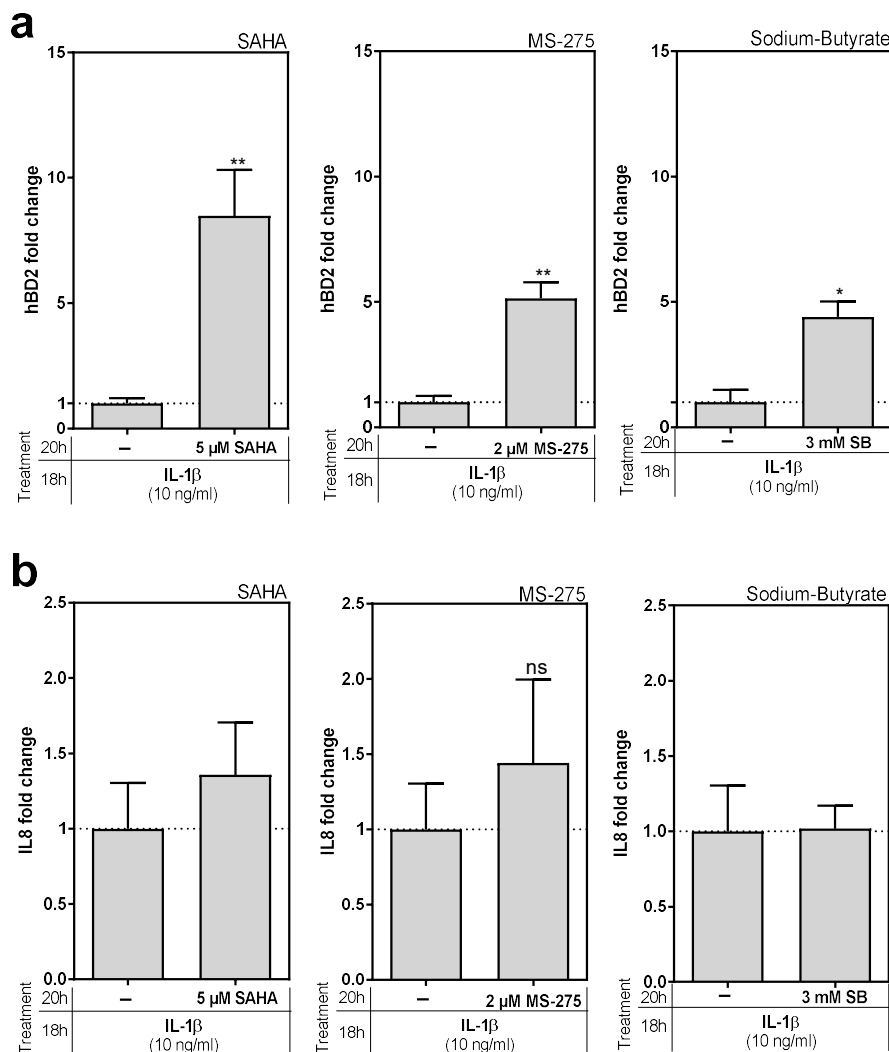 a
SAHA
15
10
5
1
0
hBD2 fold change
**
Treatment
20h
–
5 µM SAHA
18h
IL-1β
(10 ng/ml)
MS-275
15
10
5
1
0
hBD2 fold change
**
Treatment
20h
–
2 µM MS-275
18h
IL-1β
(10 ng/ml)
Sodium-Butyrate
15
10
5
1
0
hBD2 fold change
*
Treatment
20h
–
3 mM SB
18h
IL-1β
(10 ng/ml)
b
SAHA
2.5
2.0
1.5
1
0.5
0.0
IL8 fold change
Treatment
20h
–
5 µM SAHA
18h
IL-1β
(10 ng/ml)
MS-275
2.5
2.0
1.5
1
0.5
0.0
IL8 fold change
ns
Treatment
20h
–
2 µM MS-275
18h
IL-1β
(10 ng/ml)
Sodium-Butyrate
2.5
2.0
1.5
1.0
0.5
0.0
IL8 fold change
Treatment
20h
–
3 mM SB
18h
IL-1β
(10 ng/ml)